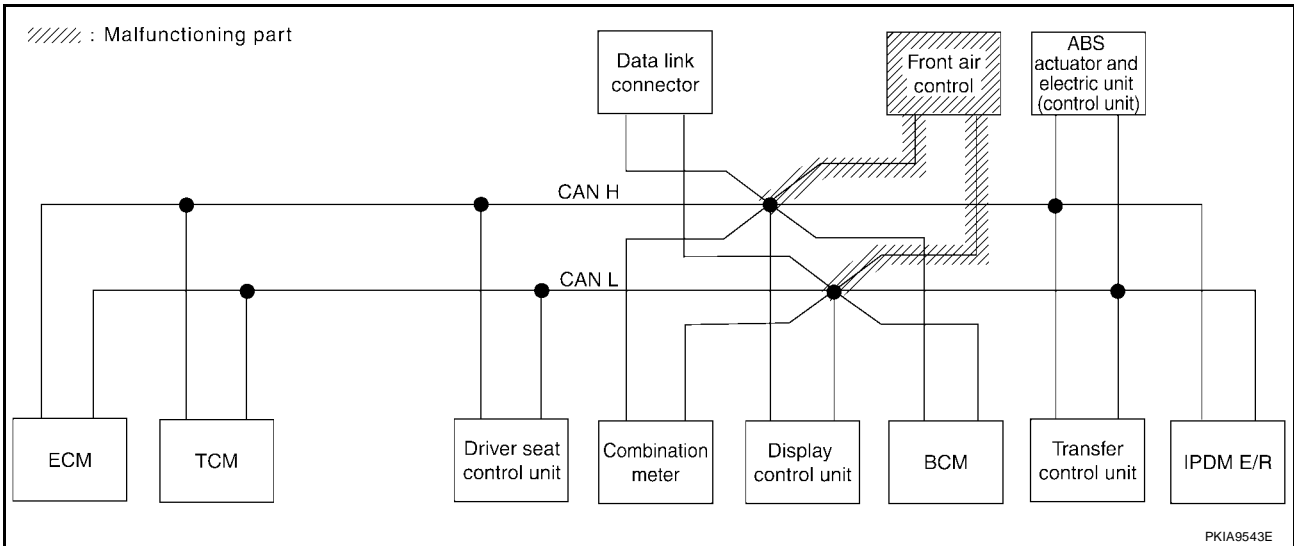 : Malfunctioning part
Data link
connector
Front air
control
ABS
actuator and
electric unit
(control unit)
CAN H
CAN L
ECM
TCM
Driver seat
control unit
Combination
meter
Display
control unit
BCM
Transfer
control unit
IPDM E/R
PKIA9543E